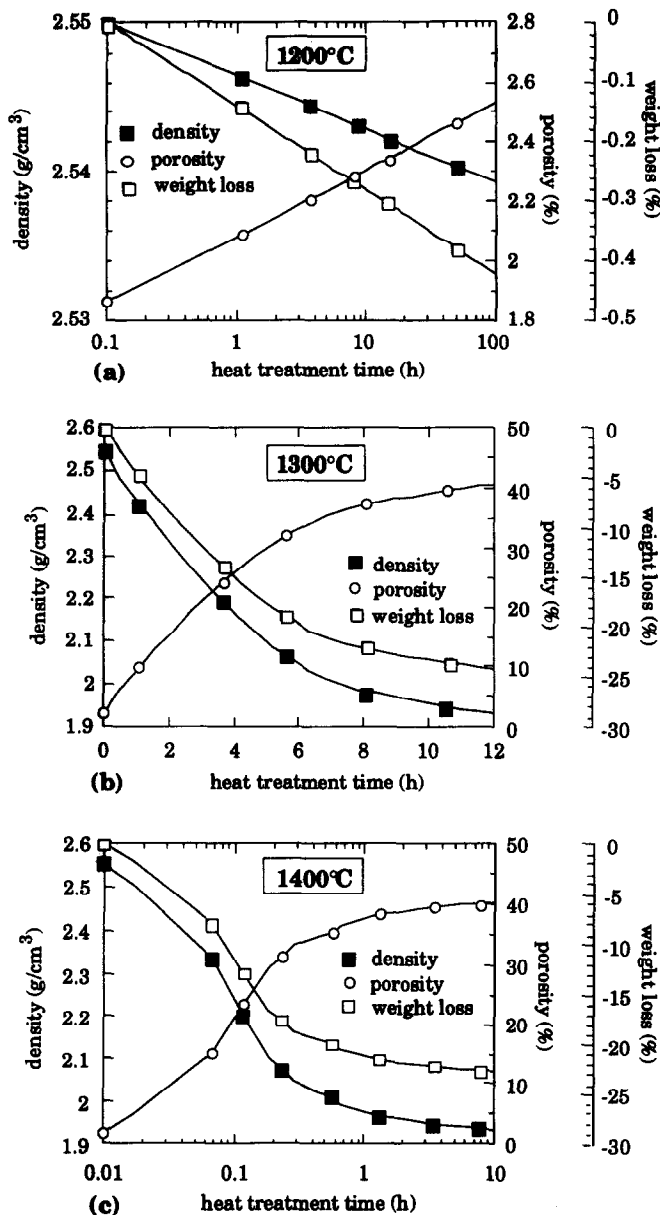 1200°C
density (g/cm³)
2.55
2.54
2.53
density
porosity
weight loss
2.8
2.6
2.4
2.2
2
1.8
porosity (%)
0
-0.1
-0.2
-0.3
-0.4
-0.5
weight loss (%)
0.1 1 10 100
(a) heat treatment time (h)
1300°C
density (g/cm³)
2.6
2.5
2.4
2.3
2.2
2.1
2
1.9
density
porosity
weight loss
50
40
30
20
10
0
porosity (%)
0
-5
-10
-15
-20
-25
-30
weight loss (%)
0 2 4 6 8 10 12
(b) heat treatment time (h)
1400°C
density (g/cm³)
2.6
2.5
2.4
2.3
2.2
2.1
2
1.9
density
porosity
weight loss
50
40
30
20
10
0
porosity (%)
0
-5
-10
-15
-20
-25
-30
weight loss (%)
0.01 0.1 1 10
(c) heat treatment time (h)